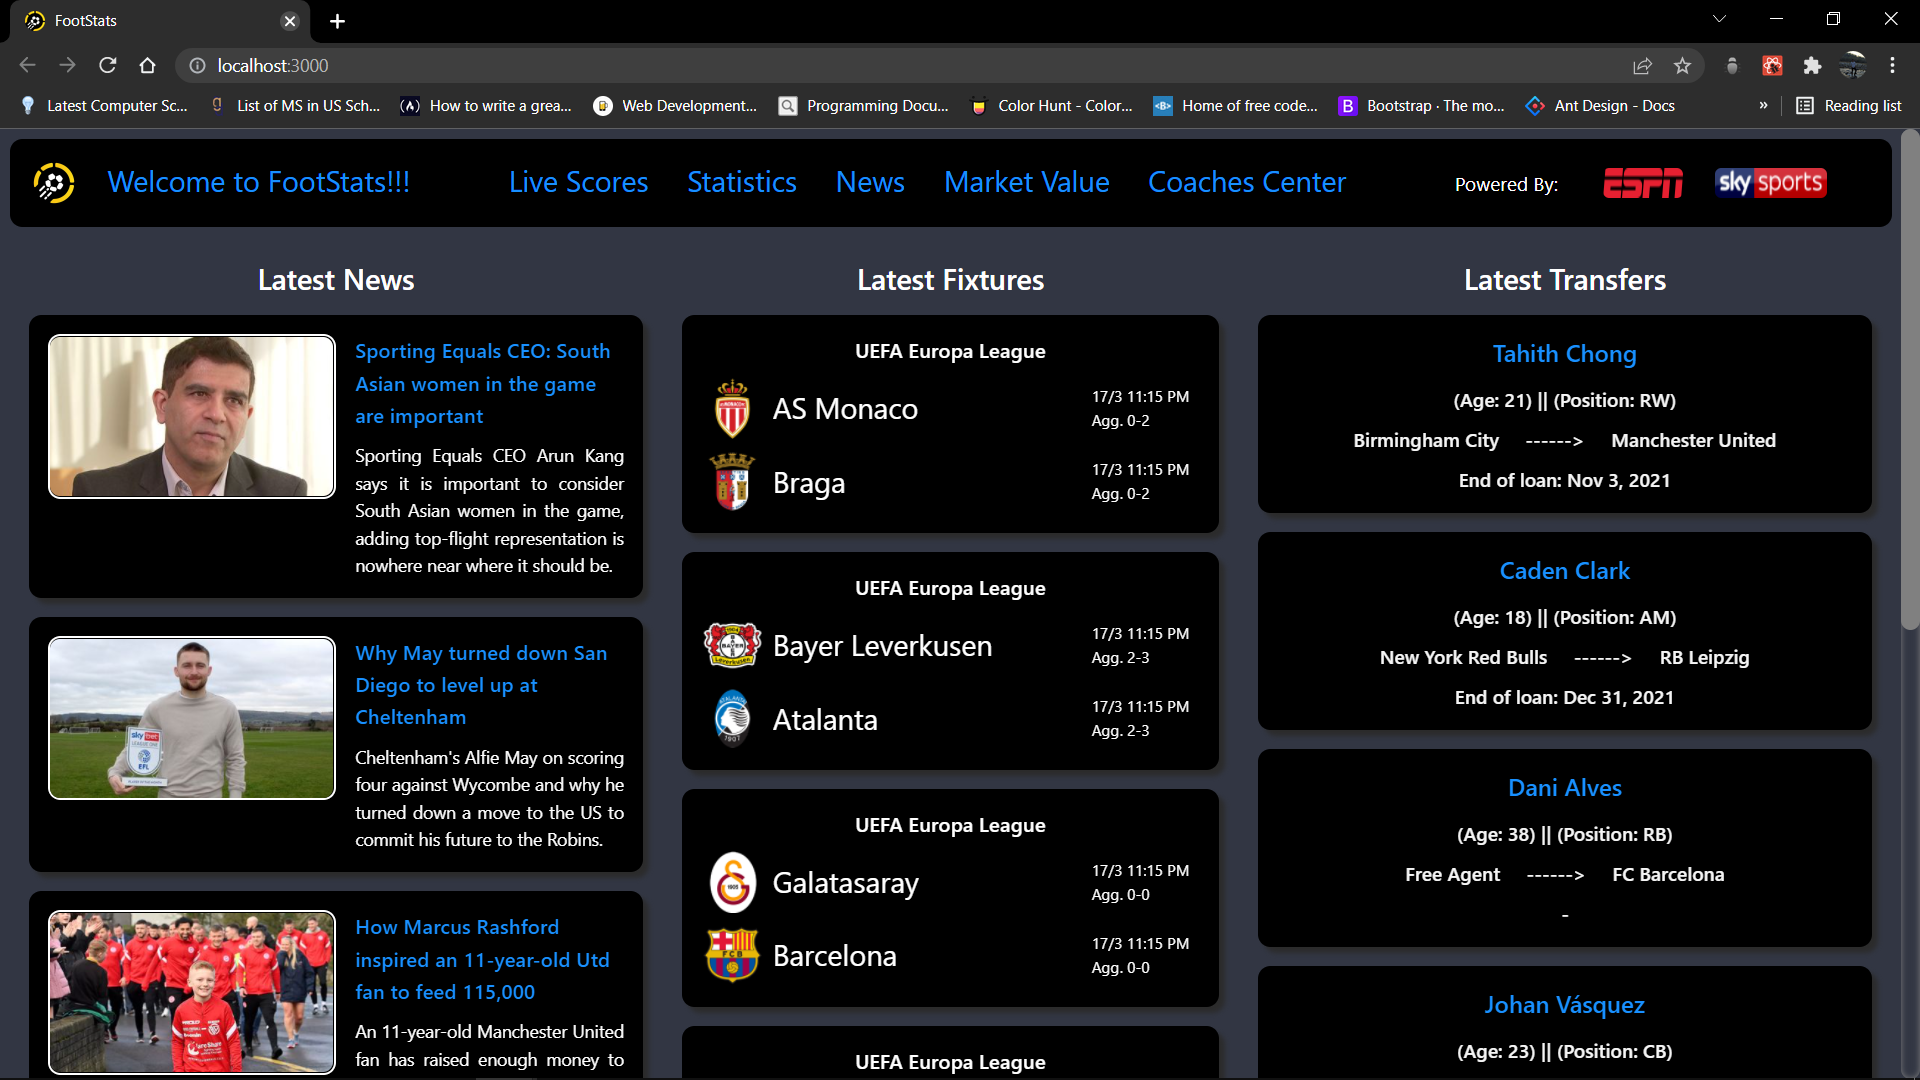 FootStats
localhost:3000
Latest Computer Sc...
List of MS in US Sch...
How to write a grea...
Web Development...
Programming Docu...
Color Hunt - Color...
Home of free code...
Bootstrap · The mo...
Ant Design - Docs
»
Reading list
Welcome to FootStats!!!
Live Scores
Statistics
News
Market Value
Coaches Center
Powered By:
ESPN
sky sports
Latest News
Sporting Equals CEO: South
Asian women in the game
are important
Sporting Equals CEO Arun Kang
says it is important to consider
South Asian women in the game,
adding top-flight representation is
nowhere near where it should be.
Why May turned down San
Diego to level up at
Cheltenham
Cheltenham's Alfie May on scoring
four against Wycombe and why he
turned down a move to the US to
commit his future to the Robins.
sky bet
EFL
How Marcus Rashford
inspired an 11-year-old Utd
fan to feed 115,000
An 11-year-old Manchester United
fan has raised enough money to
Latest Fixtures
UEFA Europa League
AS Monaco
17/3 11:15 PM
Agg. 0-2
Braga
17/3 11:15 PM
Agg. 0-2
UEFA Europa League
Bayer Leverkusen
17/3 11:15 PM
Agg. 2-3
Atalanta
17/3 11:15 PM
Agg. 2-3
UEFA Europa League
Galatasaray
17/3 11:15 PM
Agg. 0-0
Barcelona
17/3 11:15 PM
Agg. 0-0
UEFA Europa League
Latest Transfers
Tahith Chong
(Age: 21) || (Position: RW)
Birmingham City ------> Manchester United
End of loan: Nov 3, 2021
Caden Clark
(Age: 18) || (Position: AM)
New York Red Bulls ------> RB Leipzig
End of loan: Dec 31, 2021
Dani Alves
(Age: 38) || (Position: RB)
Free Agent ------> FC Barcelona
-
Johan Vásquez
(Age: 23) || (Position: CB)